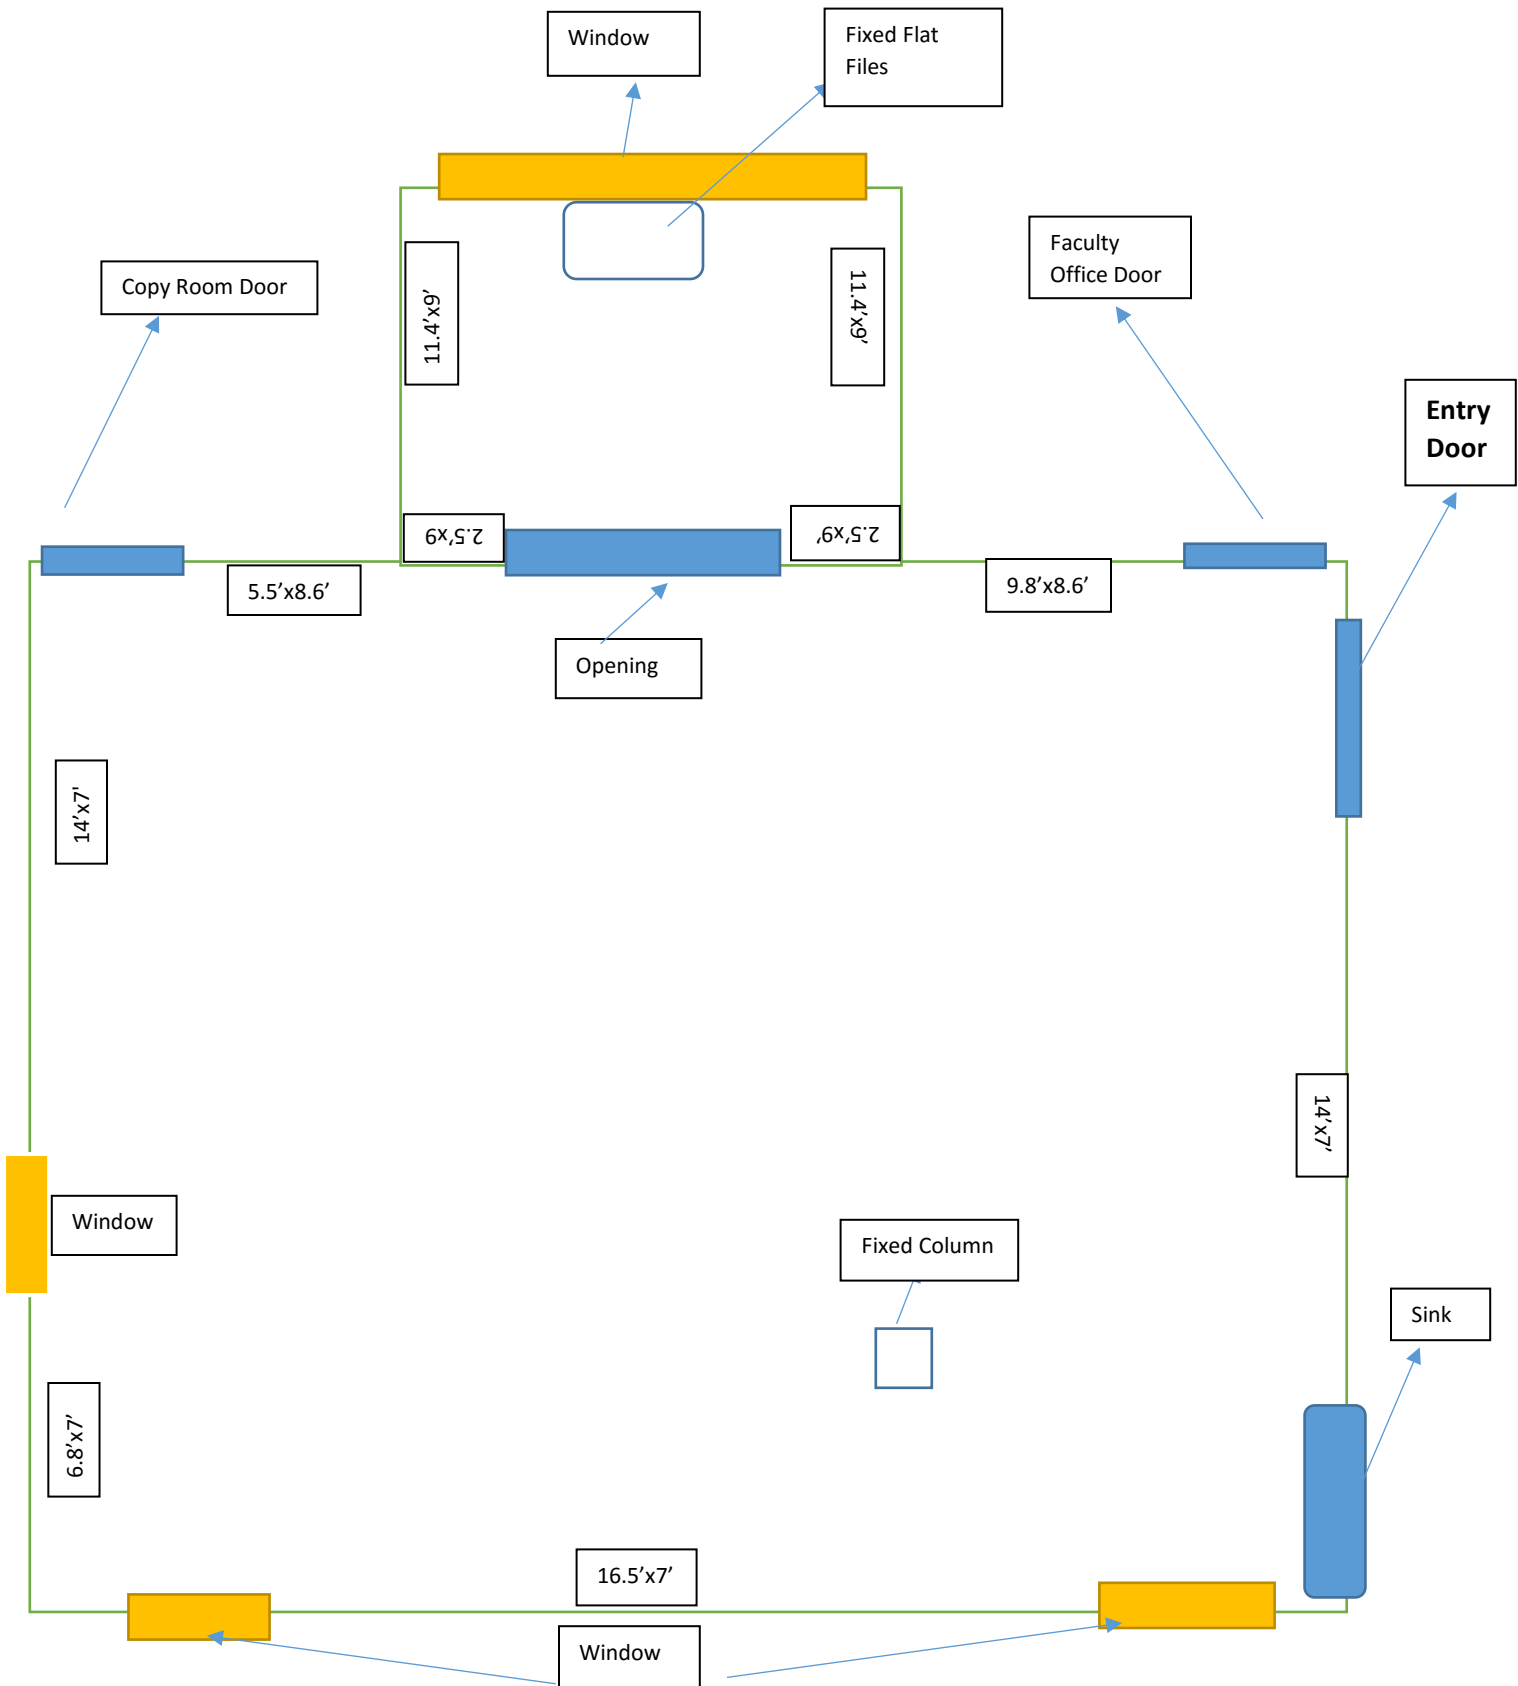 Window
Fixed Flat
Files
Faculty
Office Door
Copy Room Door
11.4’x9’
11.4’x9’
Entry
Door
2.5’x9
2.5’x9’
5.5’x8.6’
9.8’x8.6’
Opening
14’x7'
14’x7’
Window
Fixed Column
Sink
6.8’x7’
16.5’x7’
Window